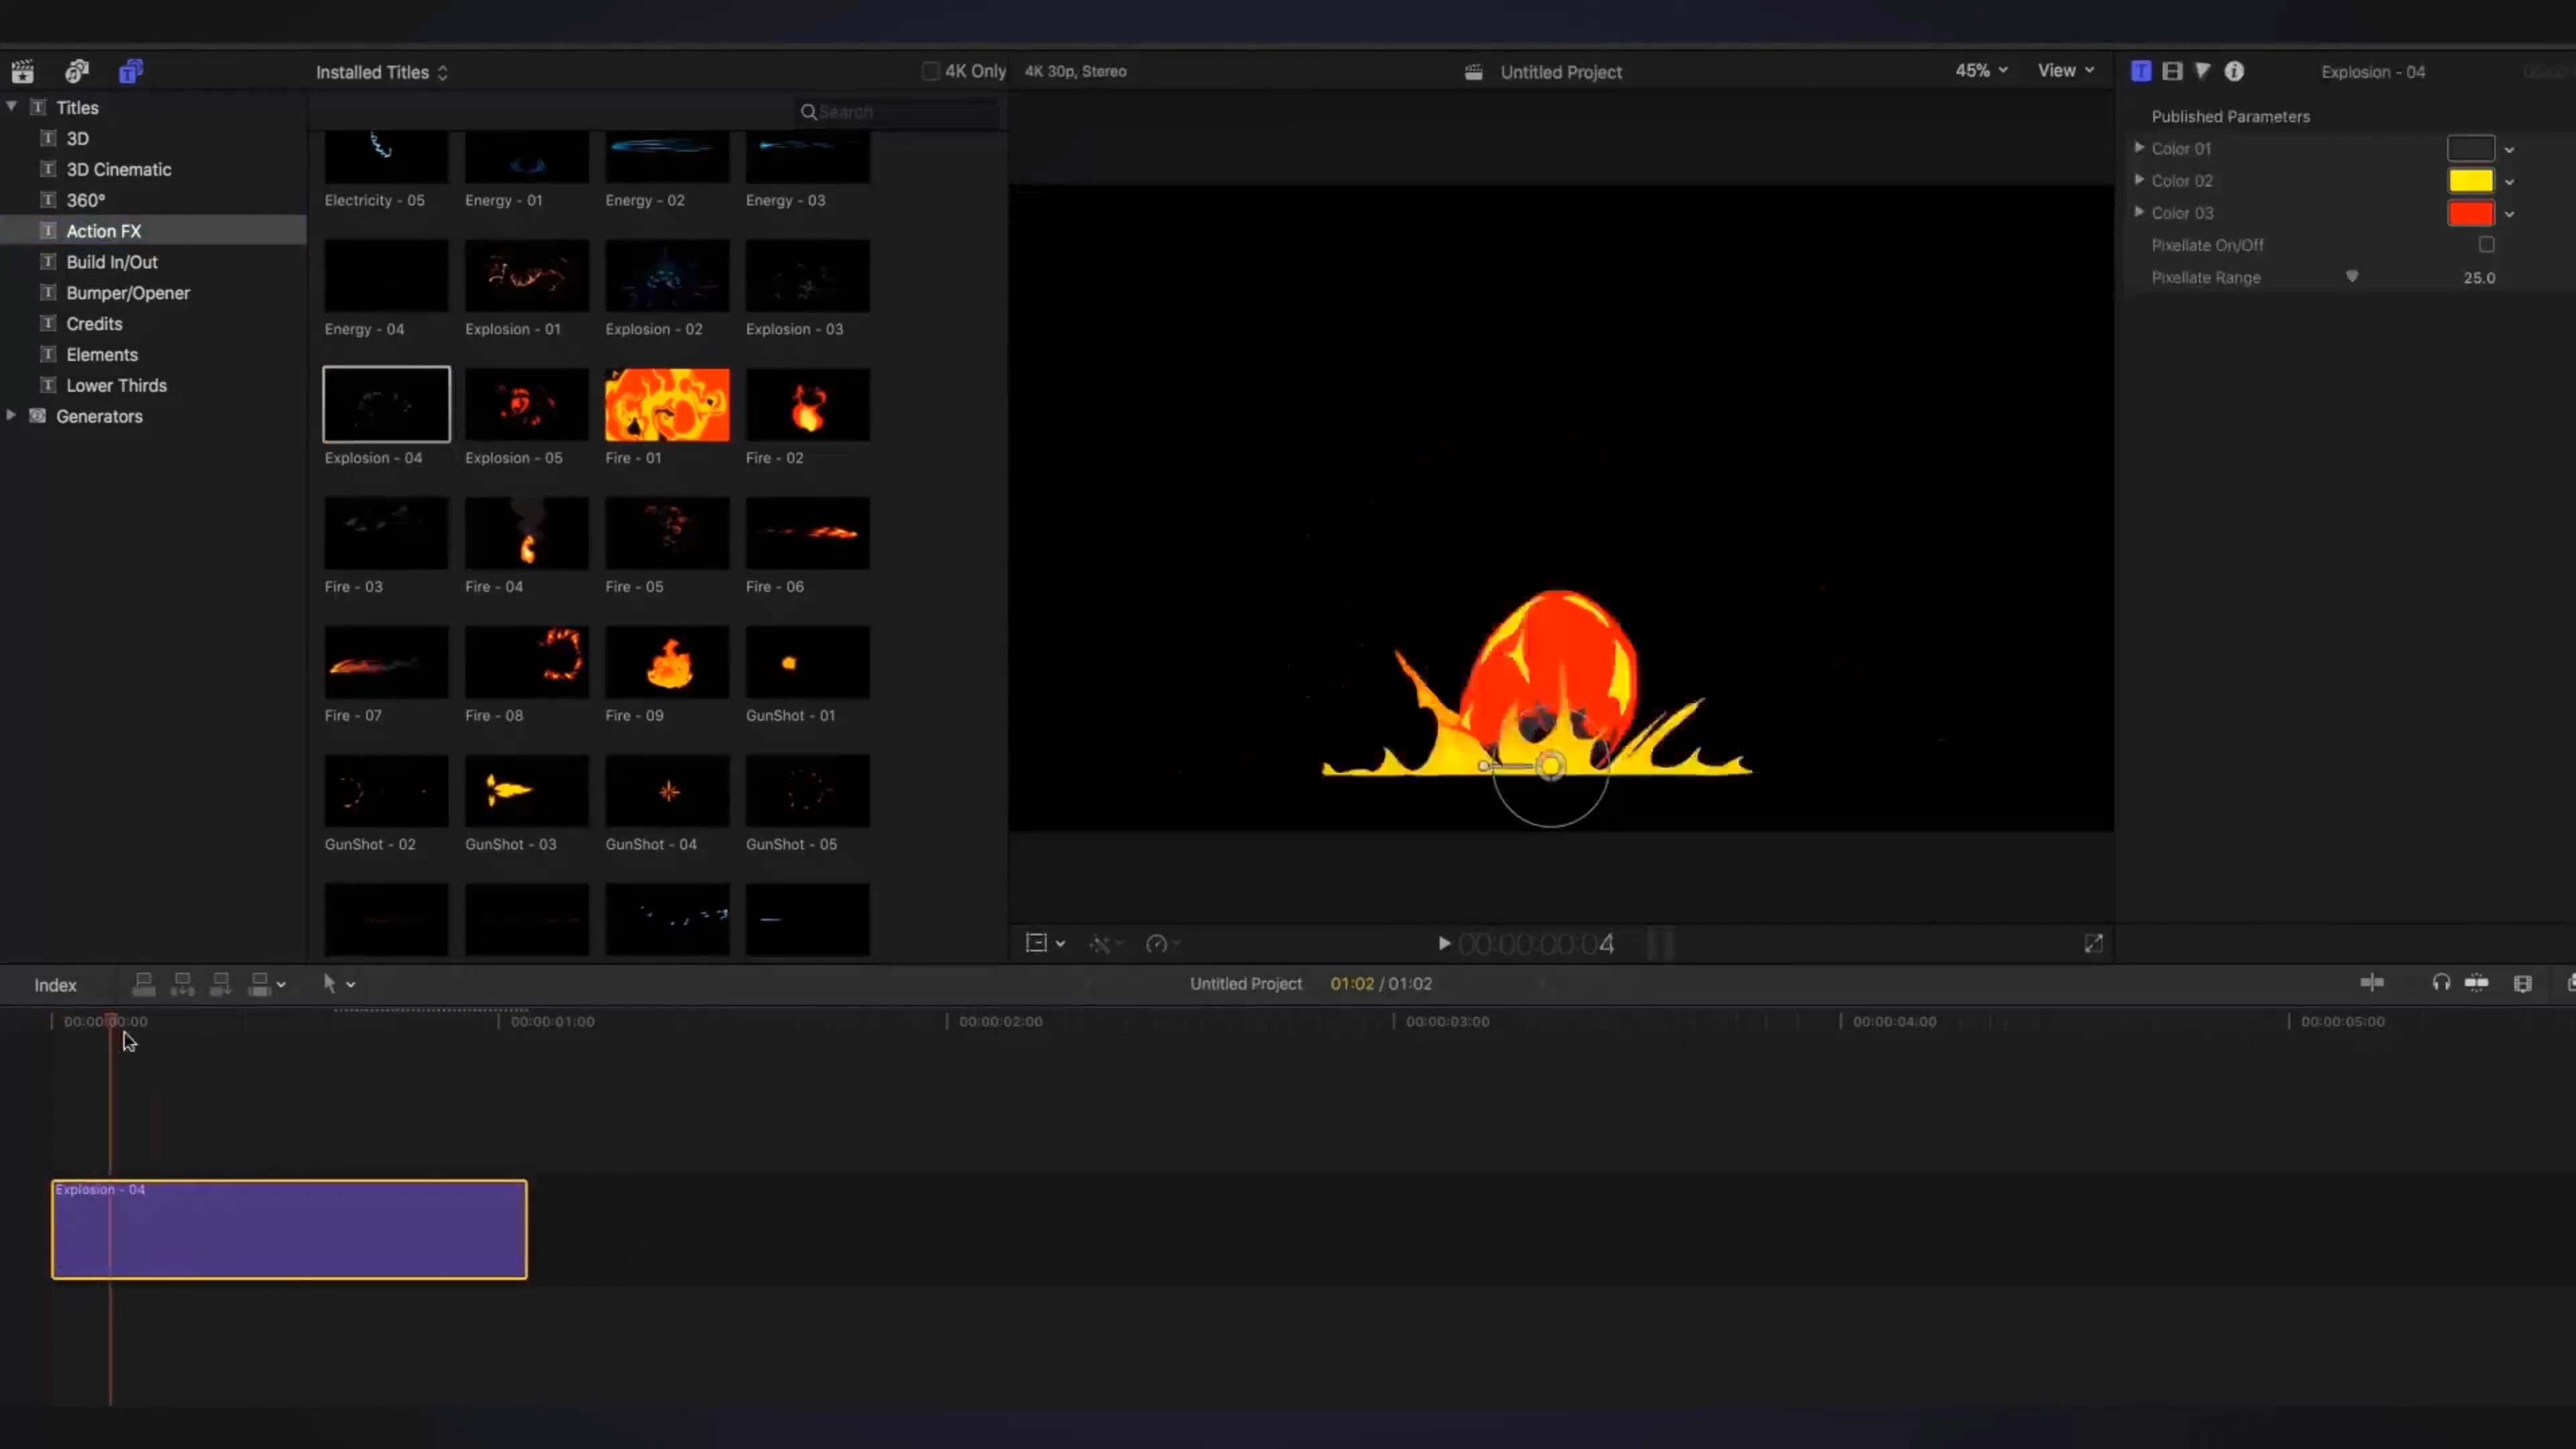 Installed Titles
4K Only
4K 30p, Stereo
Untitled Project
45%
View
Explosion - 04
Titles
3D
3D Cinematic
360°
Action FX
Build In/Out
Bumper/Opener
Credits
Elements
Lower Thirds
Generators
Search
Electricity - 05
Energy - 01
Energy - 02
Energy - 03
Energy - 04
Explosion - 01
Explosion - 02
Explosion - 03
Explosion - 04
Explosion - 05
Fire - 01
Fire - 02
Fire - 03
Fire - 04
Fire - 05
Fire - 06
Fire - 07
Fire - 08
Fire - 09
GunShot - 01
GunShot - 02
GunShot - 03
GunShot - 04
GunShot - 05
Published Parameters
Color 01
Color 02
Color 03
Pixellate On/Off
Pixellate Range
25.0
00:00:00:04
Index
Untitled Project
01:02 / 01:02
00:00:00:00
00:00:01:00
00:00:02:00
00:00:03:00
00:00:04:00
00:00:05:00
Explosion - 04